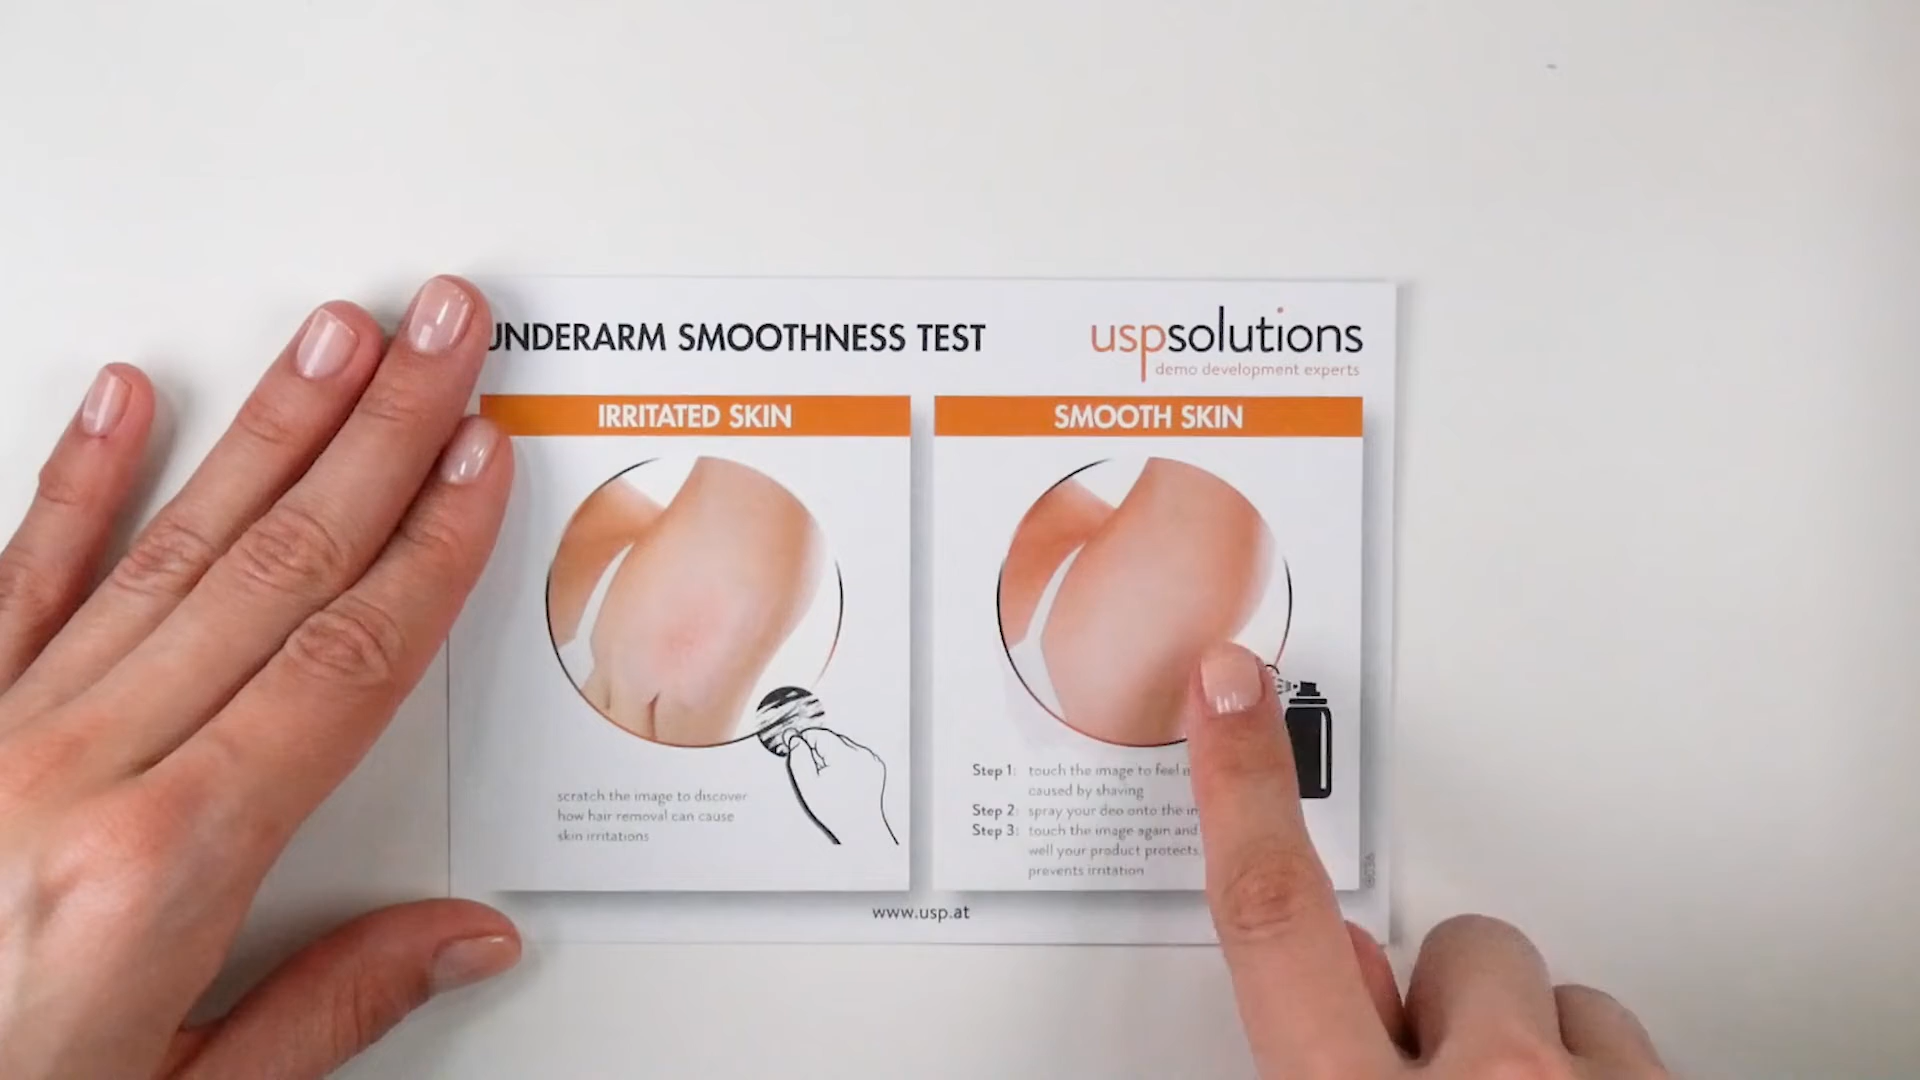 UNDERARM SMOOTHNESS TEST
uspsolutions
demo development experts
IRRITATED SKIN
scratch the image to discover
how hair removal can cause
skin irritations
SMOOTH SKIN
Step 1: touch the image to feel
caused by shaving
Step 2: spray your deo onto the
Step 3: touch the image again and
well your product protects,
prevents irritation
www.usp.at